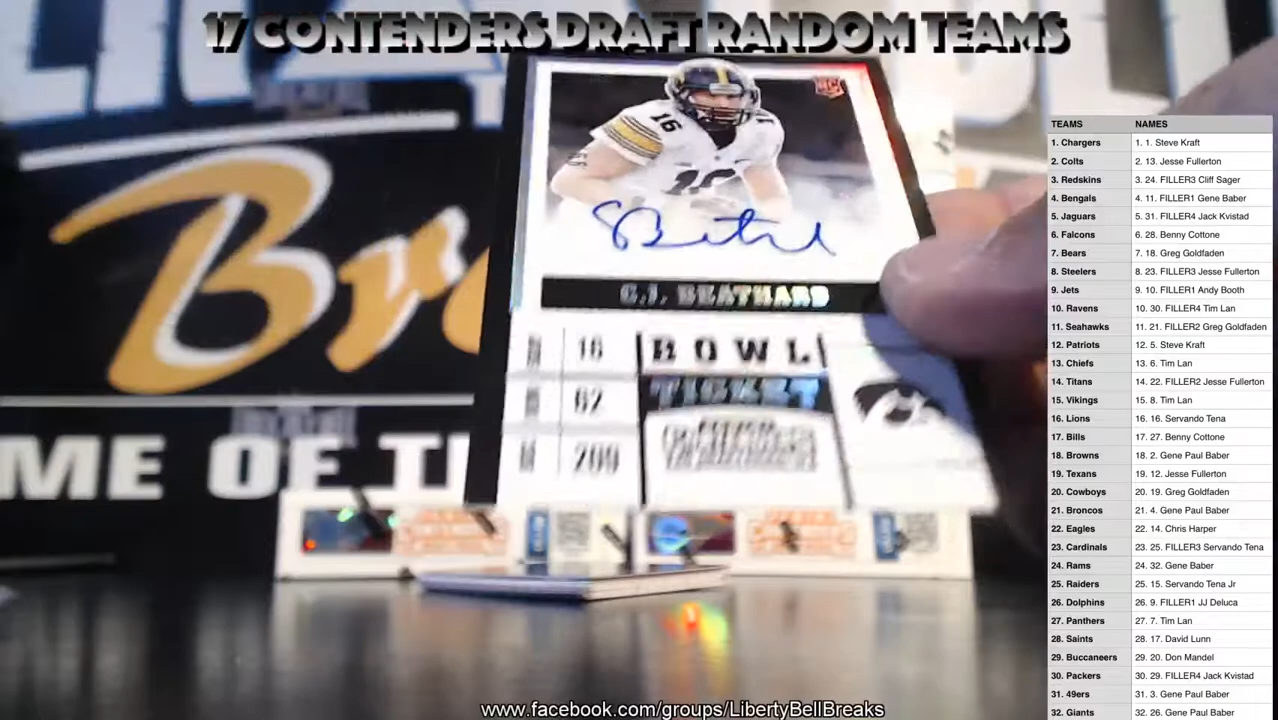 17 CONTENDERS DRAFT RANDOM TEAMS
16
C.J. BEATHARD
16
BOWL
TICKET
62
209
ME OF T
TEAMS NAMES
1. Chargers 1. 1. Steve Kraft
2. Colts 2. 13. Jesse Fullerton
3. Redskins 3. 24. FILLER3 Cliff Sager
4. Bengals 4. 11. FILLER1 Gene Baber
5. Jaguars 5. 31. FILLER4 Jack Kvistad
6. Falcons 6. 28. Benny Cottone
7. Bears 7. 18. Greg Goldfaden
8. Steelers 8. 23. FILLER3 Jesse Fullerton
9. Jets 9. 10. FILLER1 Andy Booth
10. Ravens 10. 30. FILLER4 Tim Lan
11. Seahawks 11. 21. FILLER2 Greg Goldfaden
12. Patriots 12. 5. Steve Kraft
13. Chiefs 13. 6. Tim Lan
14. Titans 14. 22. FILLER2 Jesse Fullerton
15. Vikings 15. 8. Tim Lan
16. Lions 16. 16. Servando Tena
17. Bills 17. 27. Benny Cottone
18. Browns 18. 2. Gene Paul Baber
19. Texans 19. 12. Jesse Fullerton
20. Cowboys 20. 19. Greg Goldfaden
21. Broncos 21. 4. Gene Paul Baber
22. Eagles 22. 14. Chris Harper
23. Cardinals 23. 25. FILLER3 Servando Tena
24. Rams 24. 32. Gene Baber
25. Raiders 25. 15. Servando Tena Jr
26. Dolphins 26. 9. FILLER1 JJ Deluca
27. Panthers 27. 7. Tim Lan
28. Saints 28. 17. David Lunn
29. Buccaneers 29. 20. Don Mandel
30. Packers 30. 29. FILLER4 Jack Kvistad
31. 49ers 31. 3. Gene Paul Baber
32. Giants 32. 26. Gene Paul Baber
www.facebook.com/groups/LibertyBellBreaks